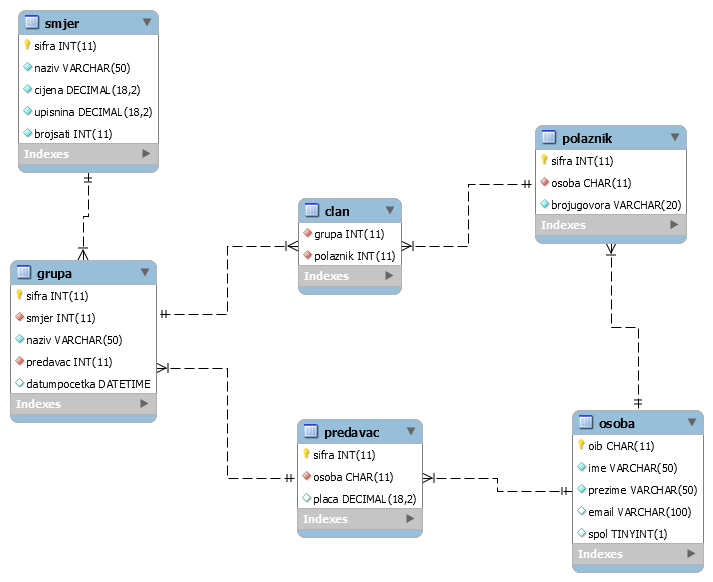 smjer
sifra INT(11)
naziv VARCHAR(50)
cijena DECIMAL(18,2)
upisnina DECIMAL(18,2)
brojsati INT(11)
Indexes
polaznik
sifra INT(11)
osoba CHAR(11)
brojugovora VARCHAR(20)
Indexes
clan
grupa INT(11)
polaznik INT(11)
Indexes
grupa
sifra INT(11)
smjer INT(11)
naziv VARCHAR(50)
predavac INT(11)
datumpocetka DATETIME
Indexes
predavac
sifra INT(11)
osoba CHAR(11)
placa DECIMAL(18,2)
Indexes
osoba
oib CHAR(11)
ime VARCHAR(50)
prezime VARCHAR(50)
email VARCHAR(100)
spol TINYINT(1)
Indexes